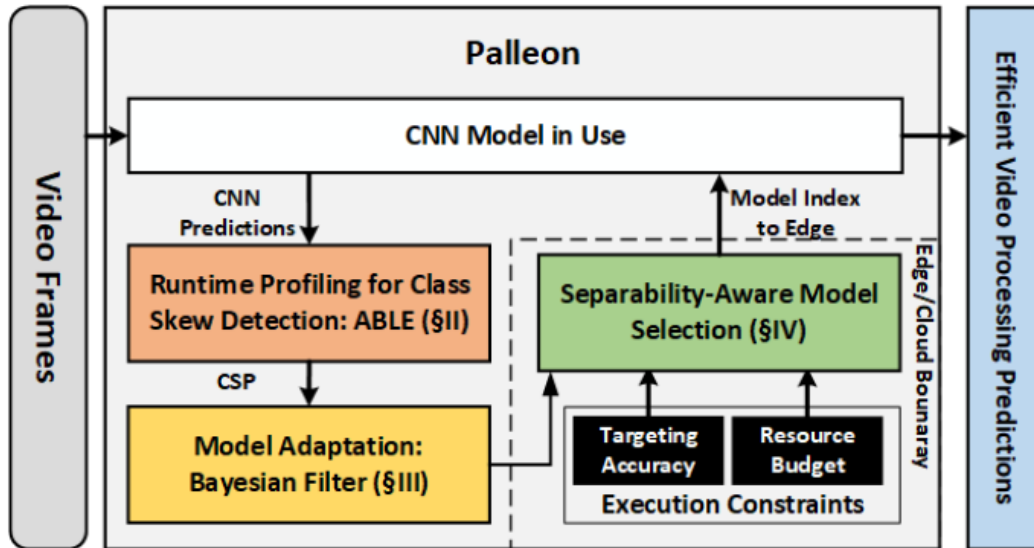 Video Frames
Palleon
CNN Model in Use
CNN
Predictions
Model Index
to Edge
Runtime Profiling for Class
Skew Detection: ABLE (§II)
Separability-Aware Model
Selection (§IV)
CSP
Model Adaptation:
Bayesian Filter (§III)
Targeting
Accuracy
Resource
Budget
Execution Constraints
Edge/Cloud Bounaray
Efficient Video Processing Predictions